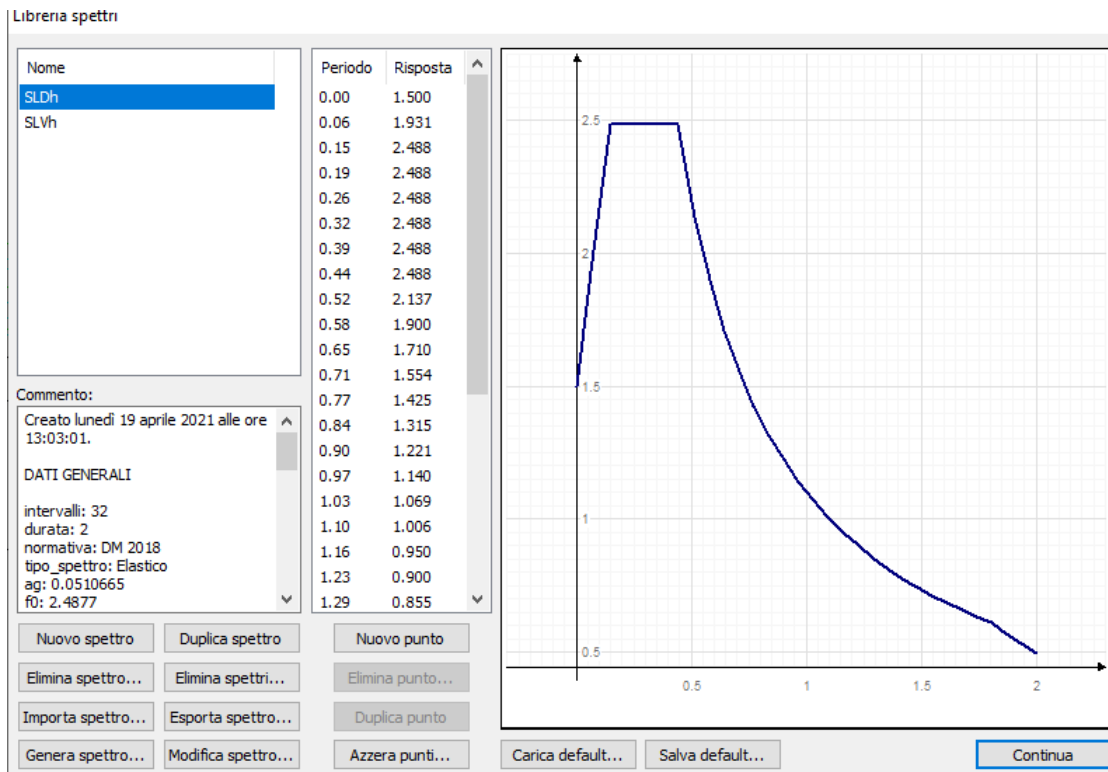 Libreria spettri
Nome
SLDh
SLVh
Commento:
Creato lunedì 19 aprile 2021 alle ore
13:03:01.
DATI GENERALI
intervalli: 32
durata: 2
normativa: DM 2018
tipo_spettro: Elastico
ag: 0.0510665
f0: 2.4877
Periodo Risposta
0.00 1.500
0.06 1.931
0.15 2.488
0.19 2.488
0.26 2.488
0.32 2.488
0.39 2.488
0.44 2.488
0.52 2.137
0.58 1.900
0.65 1.710
0.71 1.554
0.77 1.425
0.84 1.315
0.90 1.221
0.97 1.140
1.03 1.069
1.10 1.006
1.16 0.950
1.23 0.900
1.29 0.855
2.5
2
1.5
1
0.5
0.5 1 1.5 2
Nuovo spettro Duplica spettro Nuovo punto
Elimina spettro... Elimina spettri... Elimina punto...
Importa spettro... Esporta spettro... Duplica punto
Genera spettro... Modifica spettro... Azzera punti... Carica default... Salva default... Continua